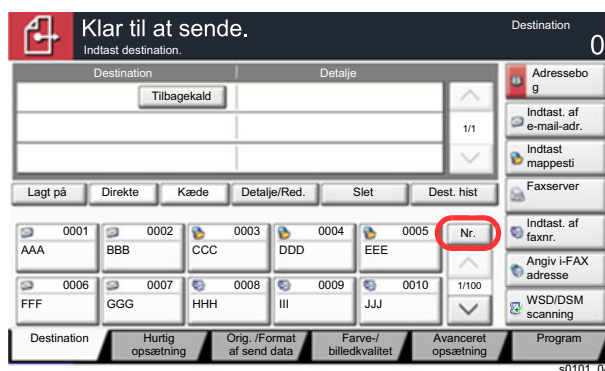 Klar til at sende.
Indtast destination.
Destination
0
Destination
Detalje
Tilbagekald
1/1
Adressebo
g
Indtast. af
e-mail-adr.
Indtast
mappesti
Faxserver
Indtast. af
faxnr.
Angiv i-FAX
adresse
WSD/DSM
scanning
Lagt på
Direkte
Kæde
Detalje/Red.
Slet
Dest. hist
0001
AAA
0002
BBB
0003
CCC
0004
DDD
0005
EEE
Nr.
0006
FFF
0007
GGG
0008
HHH
0009
III
0010
JJJ
1/100
Destination
Hurtig
opsætning
Orig. /Format
af send data
Farve-/
billedkvalitet
Avanceret
opsætning
Program